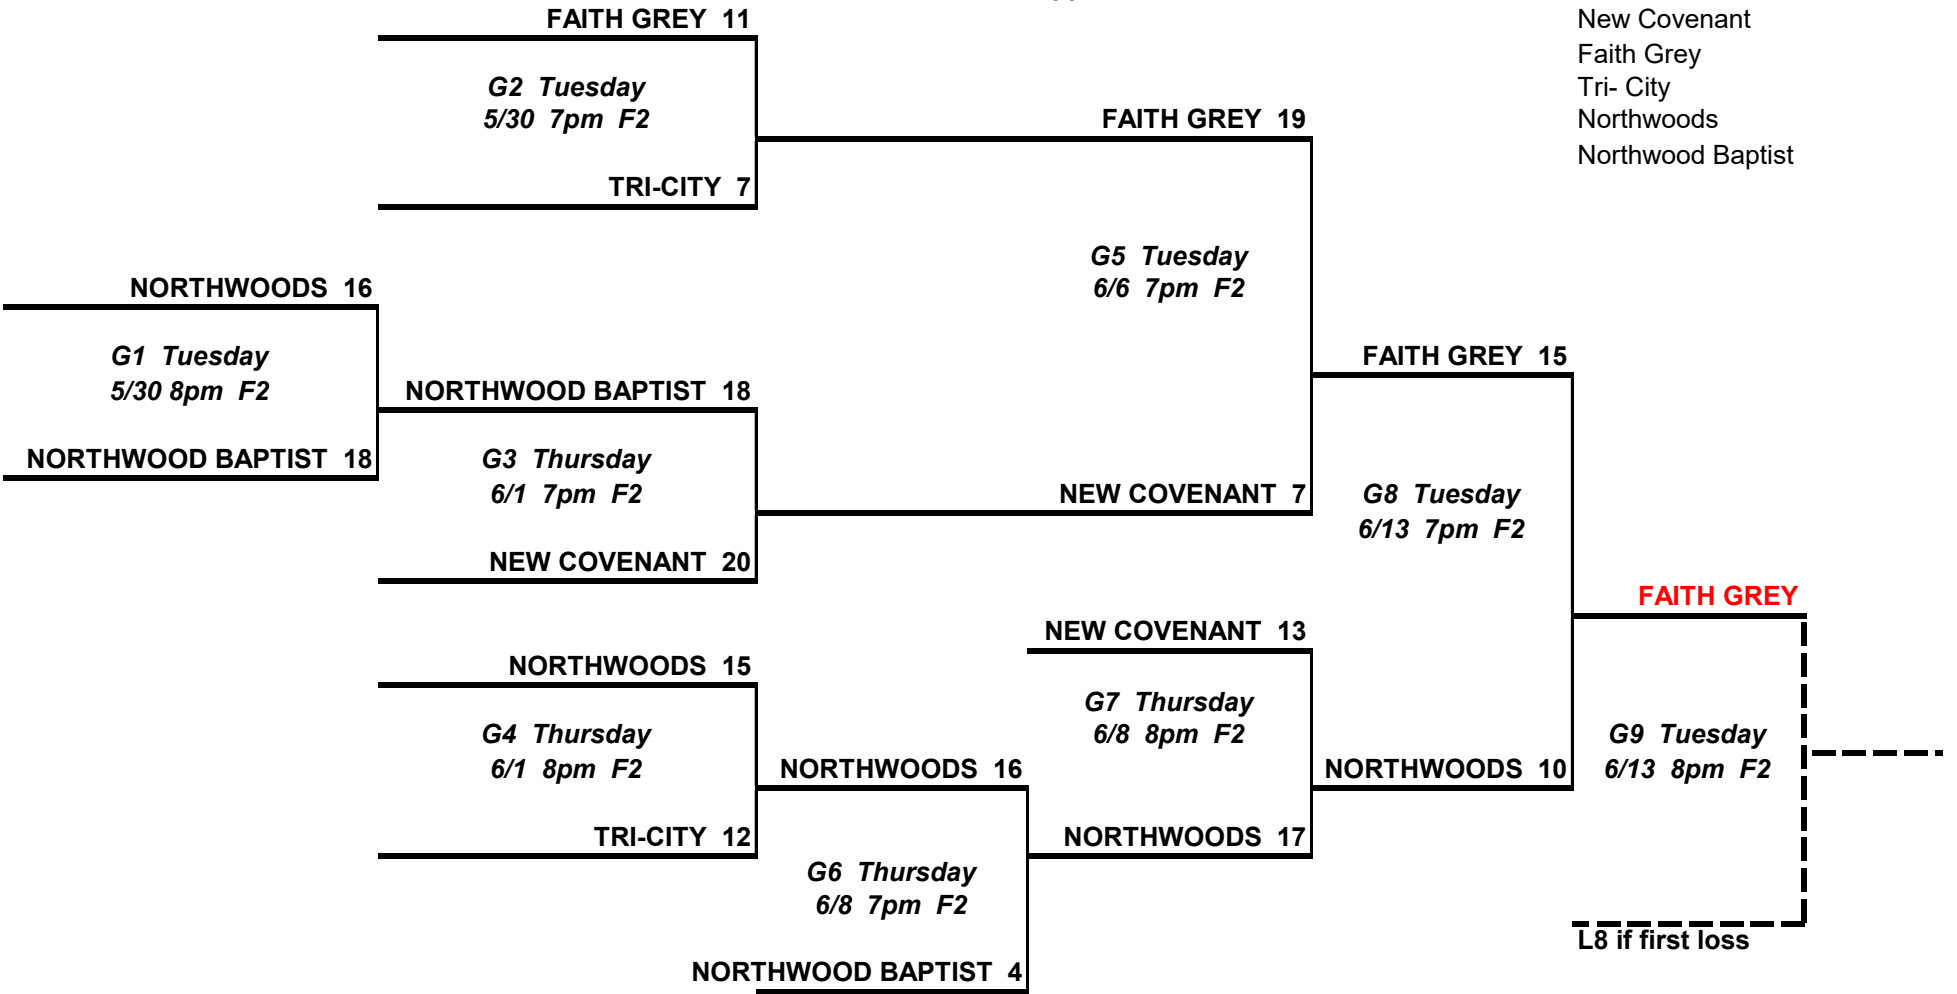 FAITH GREY 11
New Covenant
Faith Grey
Tri- City
Northwoods
Northwood Baptist
G2 Tuesday
5/30 7pm F2
FAITH GREY 19
TRI-CITY 7
G5 Tuesday
6/6 7pm F2
NORTHWOODS 16
G1 Tuesday
5/30 8pm F2
NORTHWOOD BAPTIST 18
FAITH GREY 15
NORTHWOOD BAPTIST 18
G3 Thursday
6/1 7pm F2
NEW COVENANT 7
G8 Tuesday
6/13 7pm F2
NEW COVENANT 20
FAITH GREY
NEW COVENANT 13
NORTHWOODS 15
G7 Thursday
6/8 8pm F2
G4 Thursday
6/1 8pm F2
NORTHWOODS 16
NORTHWOODS 10
G9 Tuesday
6/13 8pm F2
TRI-CITY 12
NORTHWOODS 17
G6 Thursday
6/8 7pm F2
L8 if first loss
NORTHWOOD BAPTIST 4